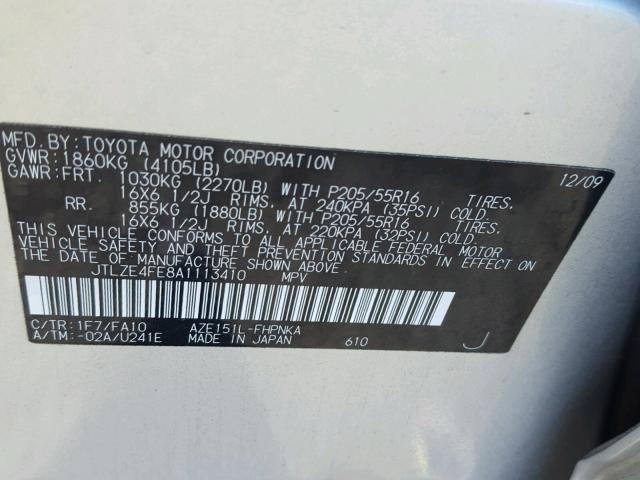 MFD. BY: TOYOTA MOTOR CORPORATION 12/09
GVWR: 1860KG (4105LB)
GAWR: FRT. 1030KG (2270LB) WITH P205/55R16 TIRES.
16X6 1/2J RIMS, AT 240KPA (35PSI) COLD.
RR. 855KG (1880LB) WITH P205/55R16 TIRES.
16X6 1/2J RIMS, AT 220KPA (32PSI) COLD.
THIS VEHICLE CONFORMS TO ALL APPLICABLE FEDERAL MOTOR
VEHICLE SAFETY, BUMPER, AND THEFT PREVENTION STANDARDS IN EFFECT ON
THE DATE OF MANUFACTURE SHOWN ABOVE.
JTLZE4FE8A1113410 MPV
C/TR: 1F7/FA10 AZE151L-FHPNKA
A/TM: -02A/U241E MADE IN JAPAN 610 J